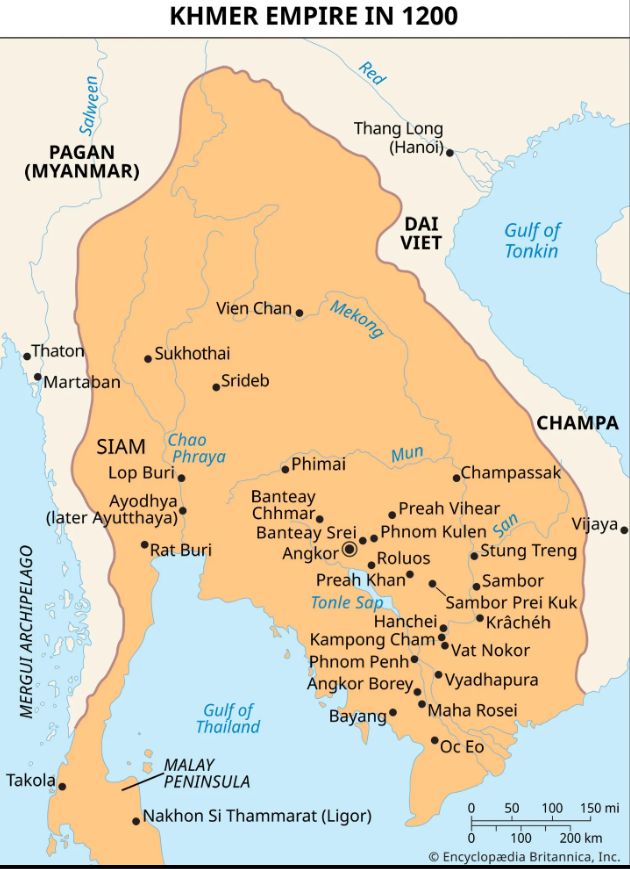 KHMER EMPIRE IN 1200
Red
Salween
Thang Long
(Hanoi)
PAGAN
(MYANMAR)
DAI
VIET
Gulf of
Tonkin
Vien Chan
Mekong
Thaton
Sukhothai
Martaban
Srideb
CHAMPA
SIAM
Chao
Phraya
Mun
Phimai
Lop Buri
Champassak
Ayodhya
(later Ayutthaya)
Banteay
Chhmar
Preah Vihear
San
Vijaya
Banteay Srei
Phnom Kulen
Rat Buri
Angkor
Stung Treng
Roluos
Preah Khan
Sambor
Tonle Sap
Sambor Prei Kuk
MERGUI ARCHIPELAGO
Hanchei
Krâchéh
Kampong Cham
Vat Nokor
Phnom Penh
Angkor Borey
Vyadhapura
Gulf of
Thailand
Bayang
Maha Rosei
Oc Eo
MALAY
PENINSULA
Takola
Nakhon Si Thammarat (Ligor)
0 50 100 150 mi
0 100 200 km
© Encyclopædia Britannica, Inc.